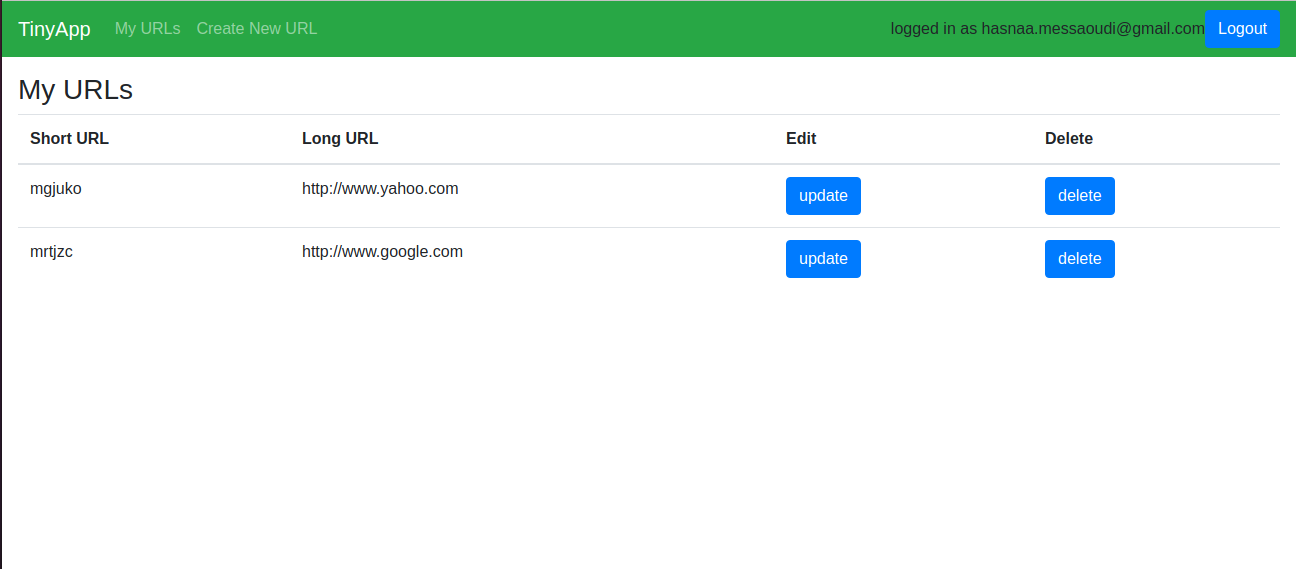 TinyApp My URLs Create New URL logged in as hasnaa.messaoudi@gmail.com Logout
My URLs
Short URL Long URL Edit Delete
mgjuko http://www.yahoo.com update delete
mrtjzc http://www.google.com update delete